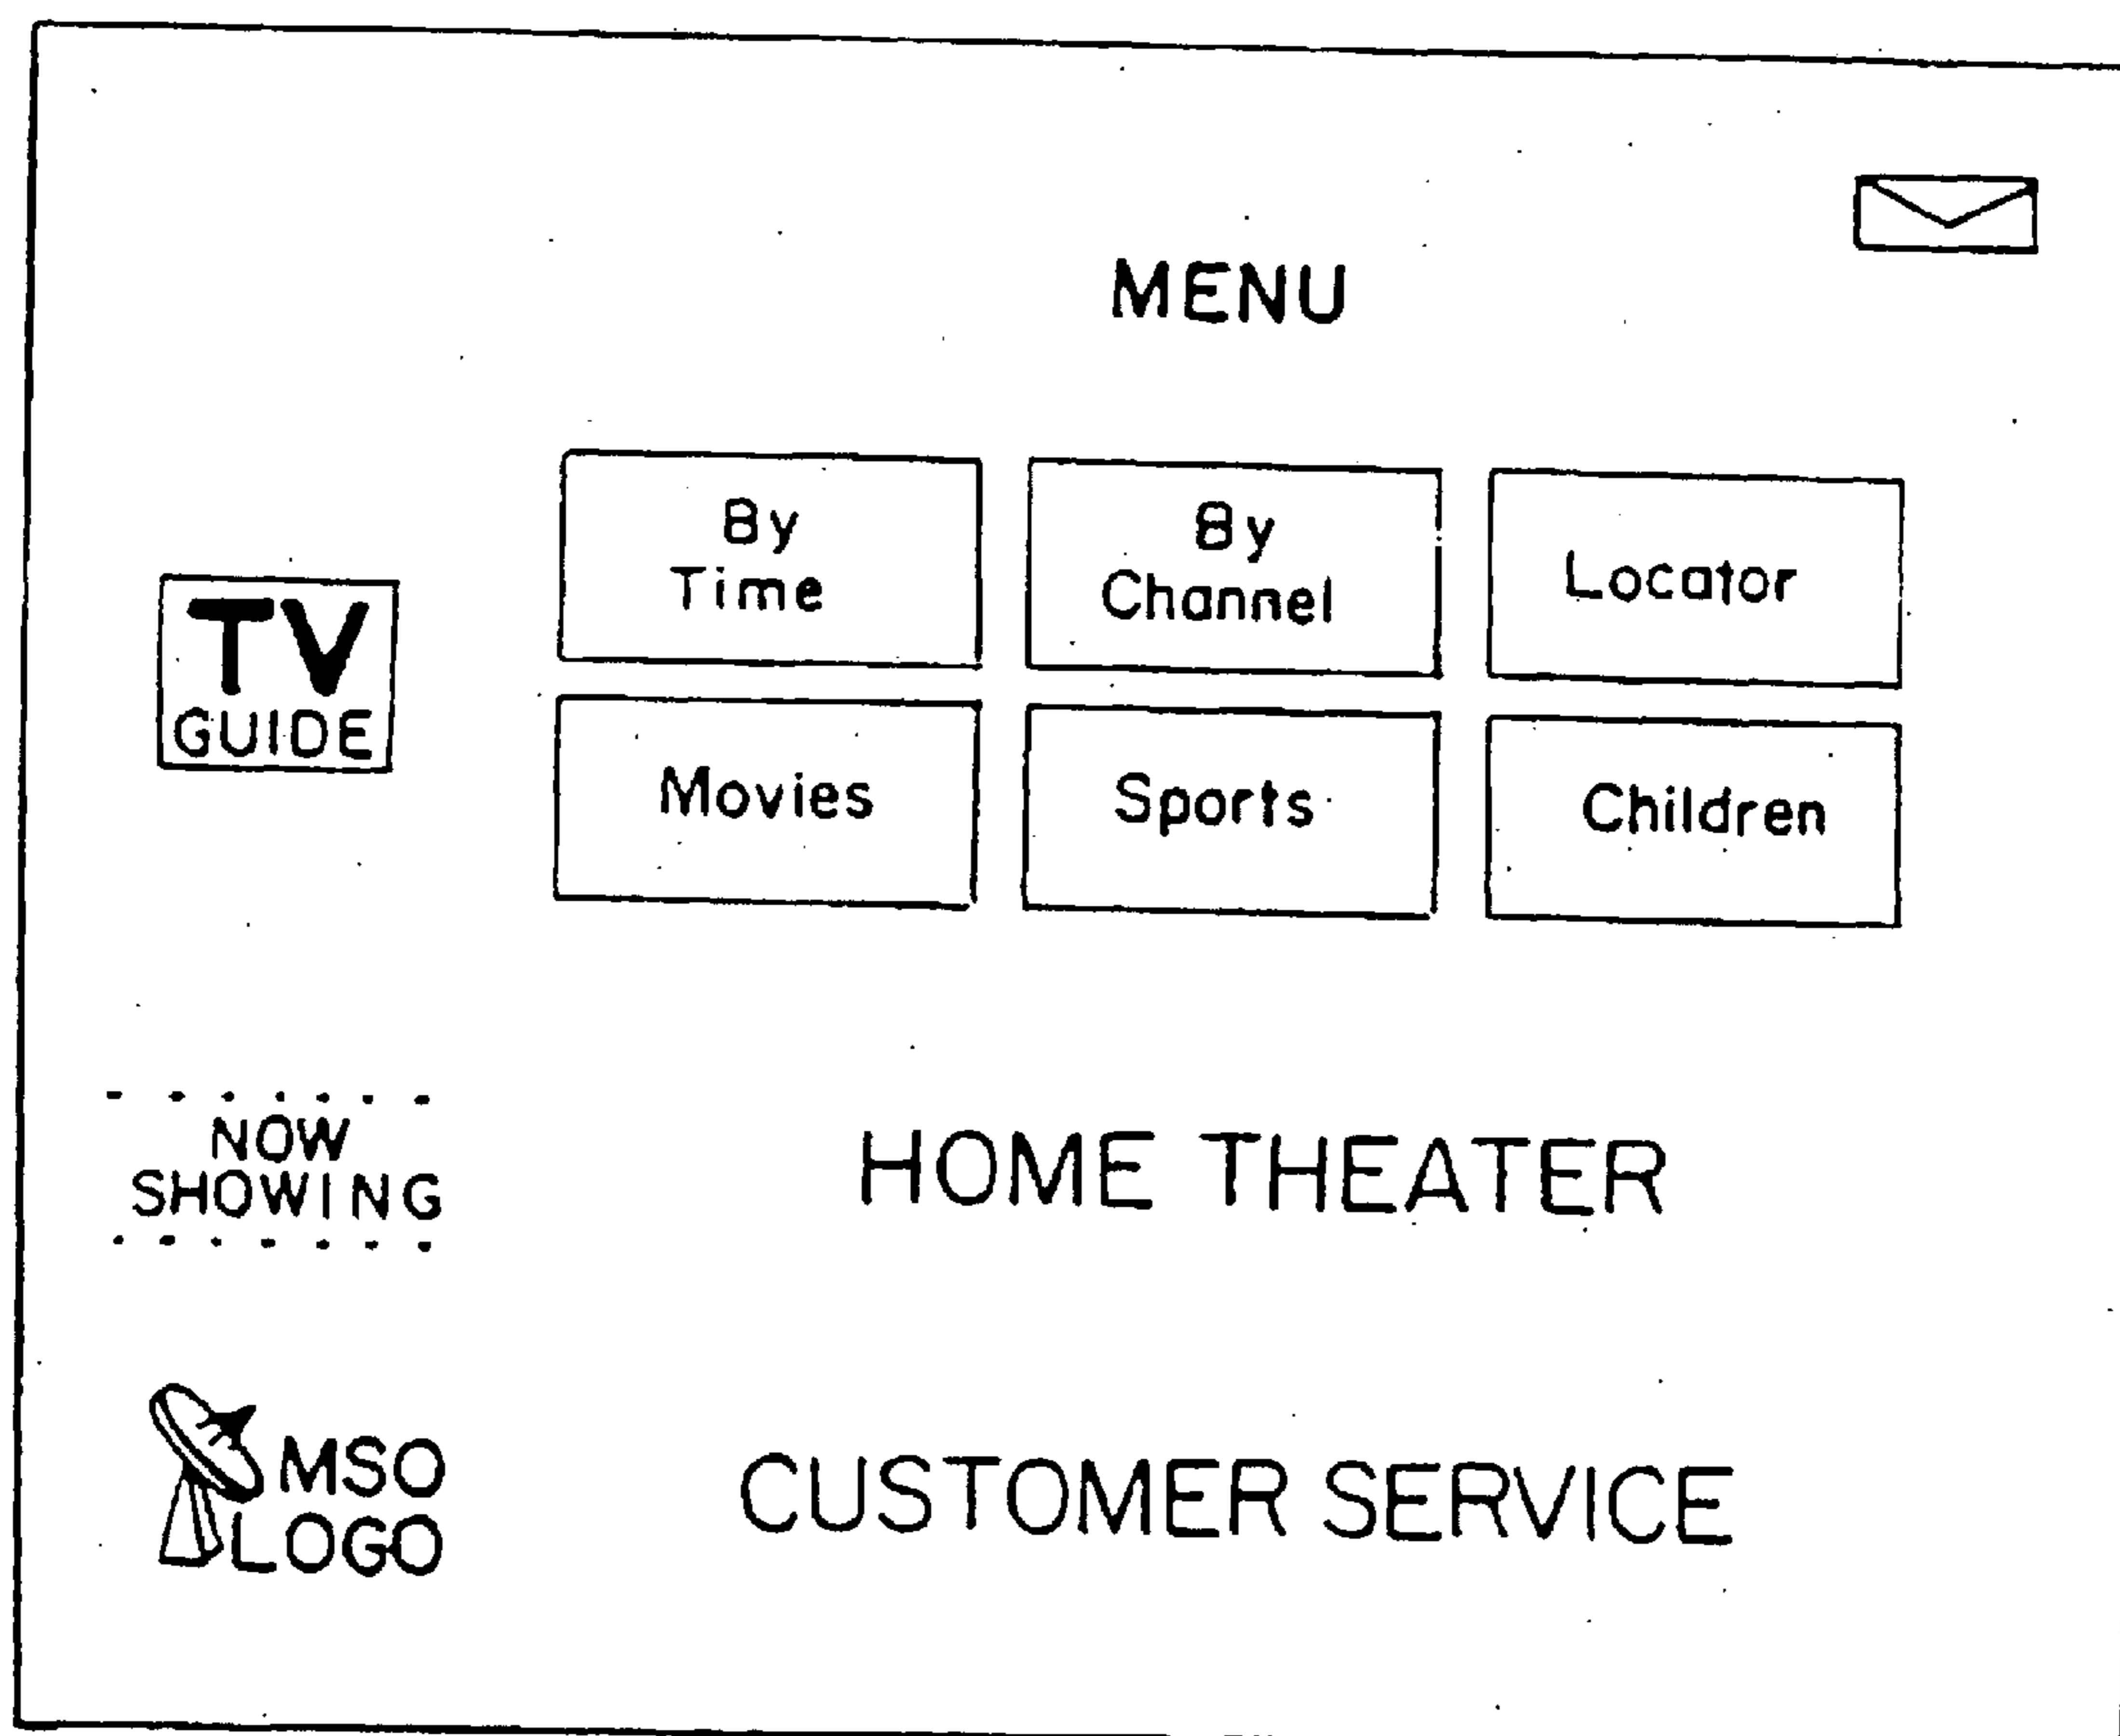 MENU
TV
GUIDE
By
Time
By
Channel
Locator
Movies
Sports
Children
NOW
SHOWING
HOME THEATER
MSO
LOGO
CUSTOMER SERVICE